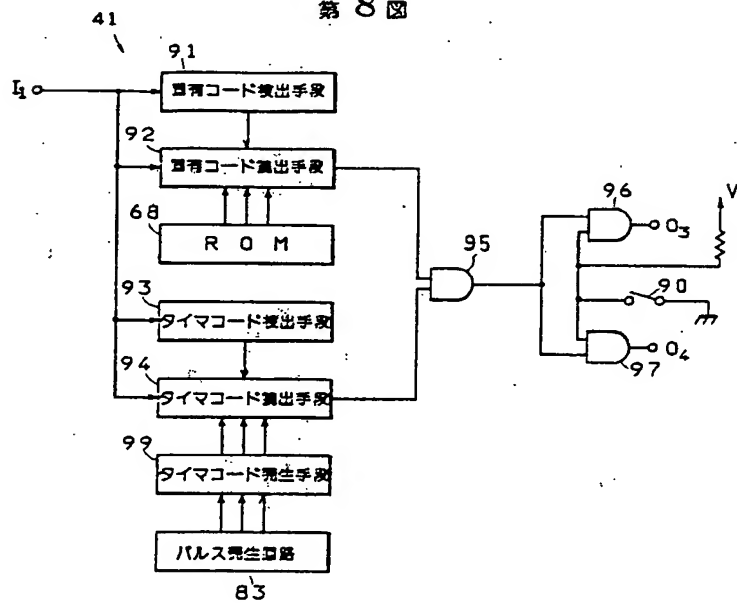 第8図
41
91
I₁
固有コード検出手段
92
固有コード演出手段
68
ROM
93
タイマコード検出手段
94
タイマコード演出手段
99
タイマコード発生手段
パルス発生回路
83
95
96
O₃
V
90
O₄
97